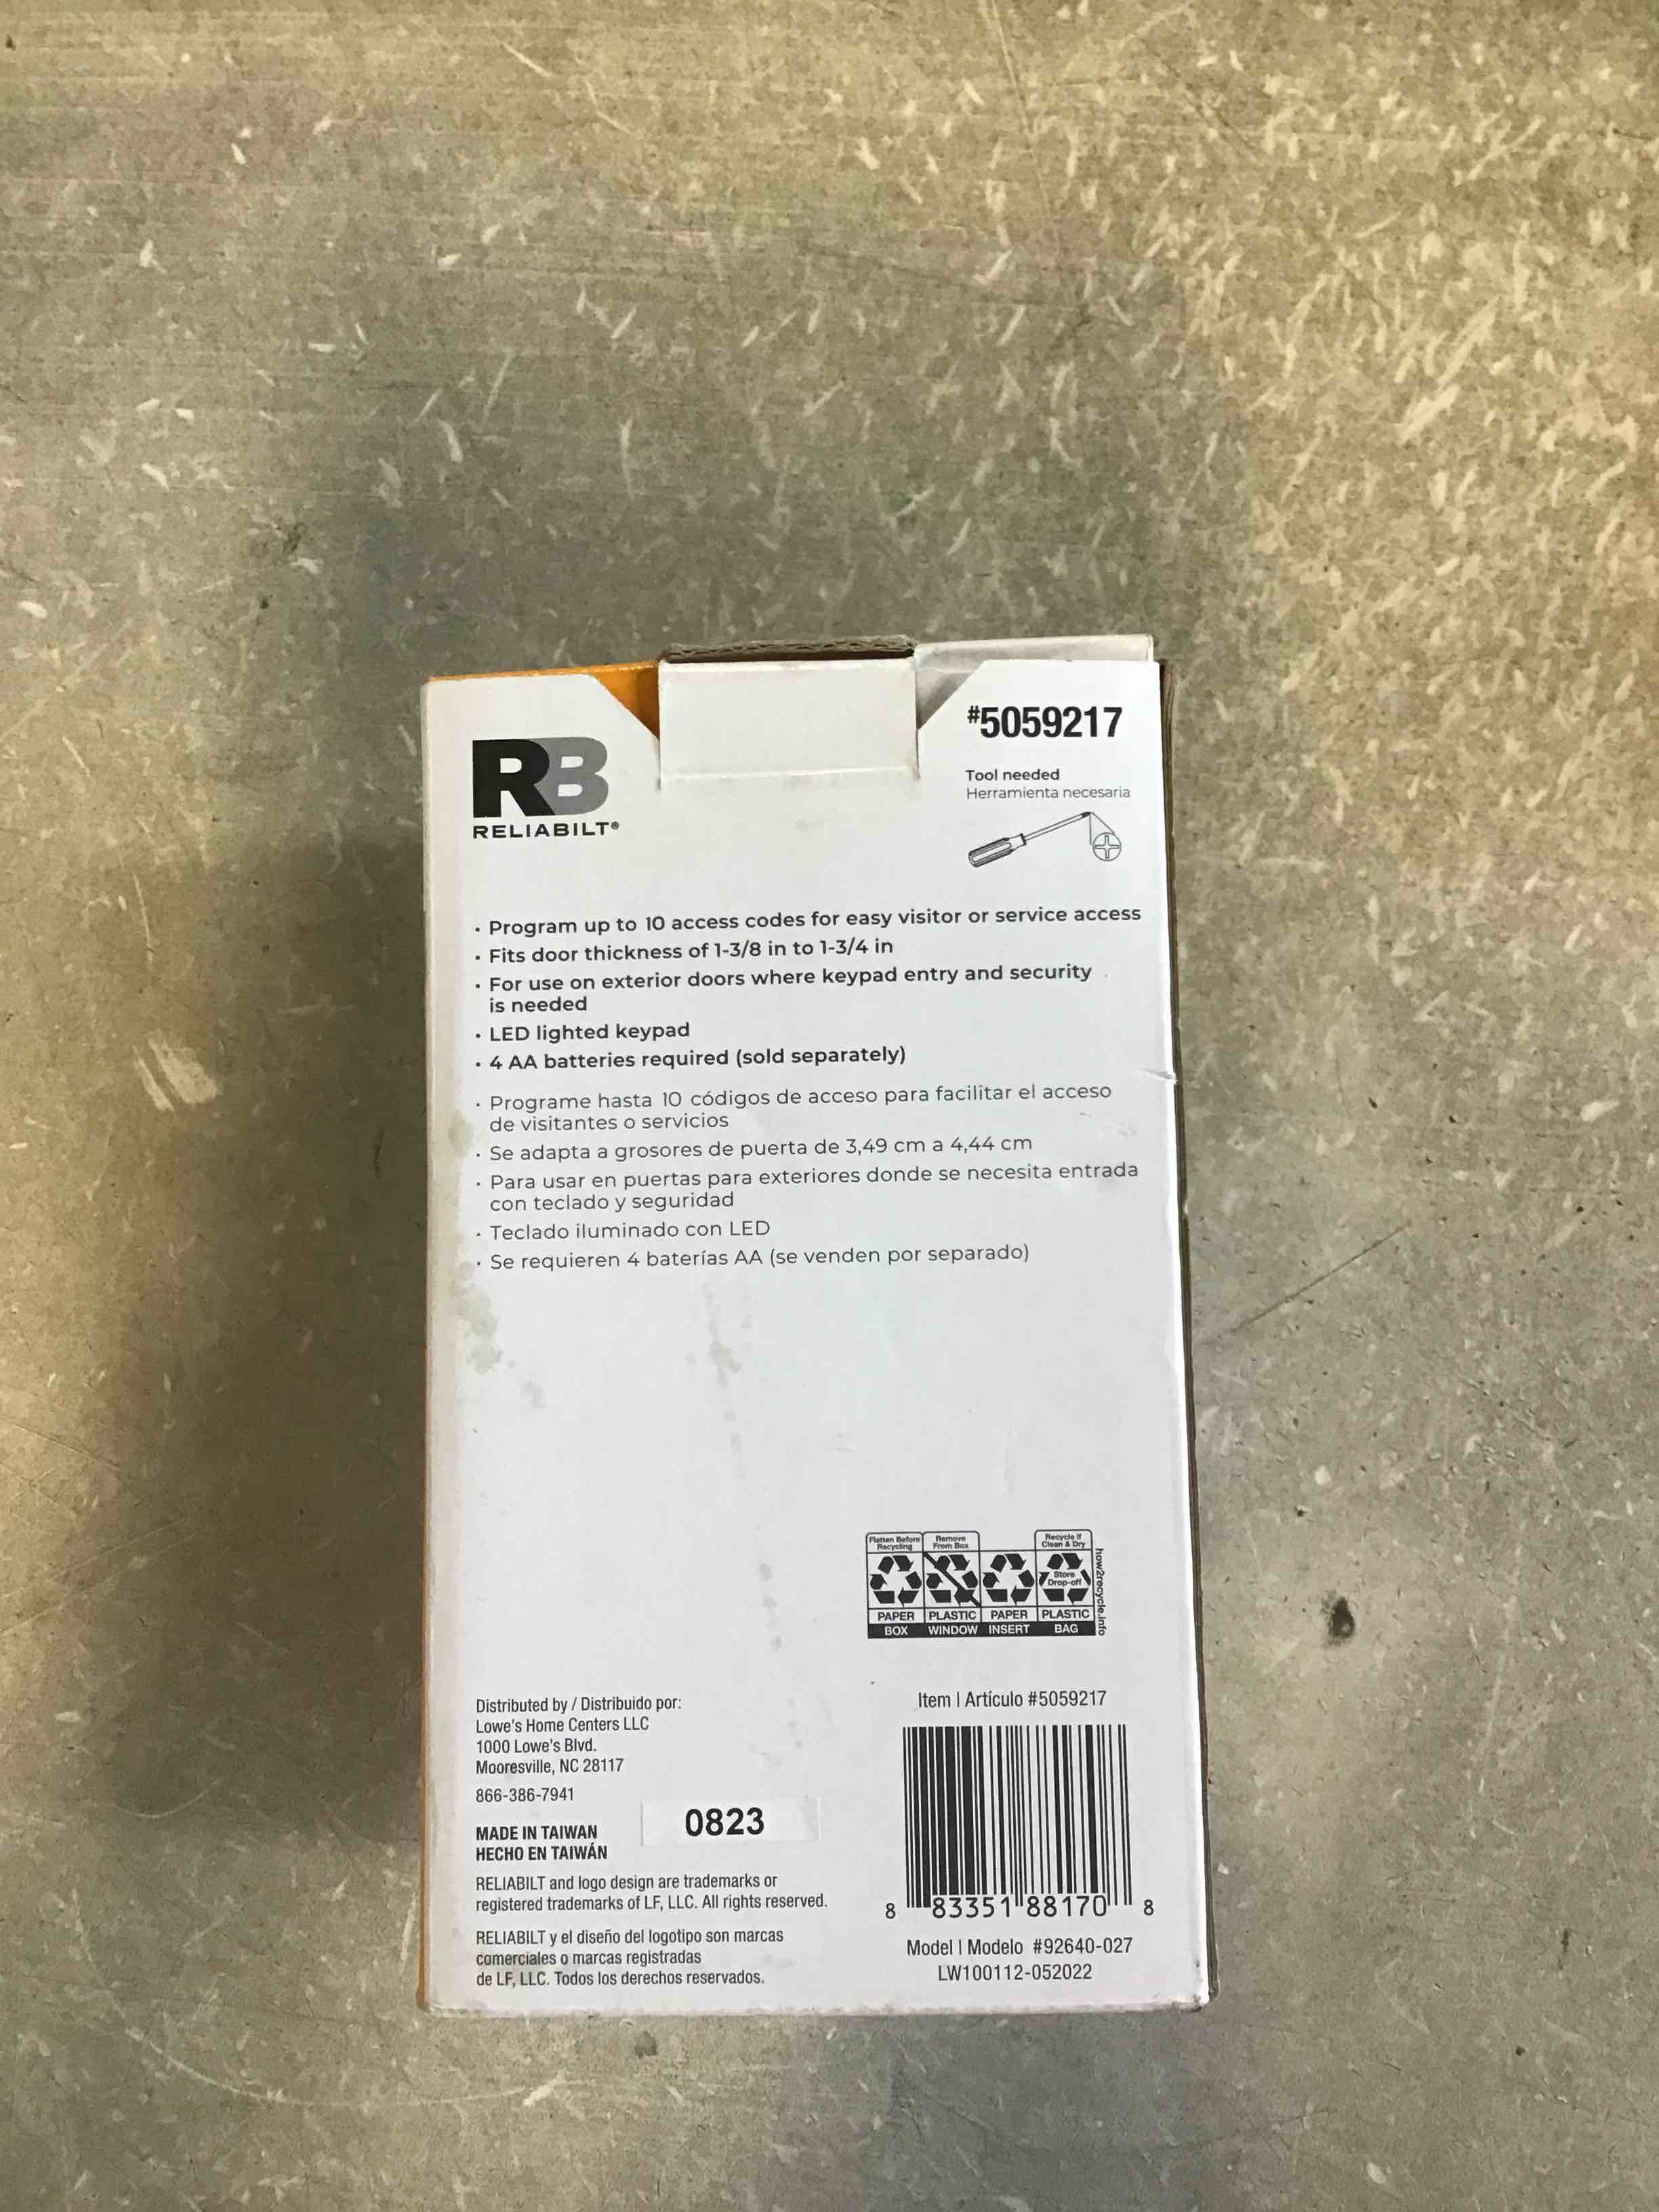 RB
RELIABILT®
#5059217
Tool needed
Herramienta necesaria
· Program up to 10 access codes for easy visitor or service access
· Fits door thickness of 1-3/8 in to 1-3/4 in
· For use on exterior doors where keypad entry and security
is needed
· LED lighted keypad
· 4 AA batteries required (sold separately)
· Programe hasta 10 códigos de acceso para facilitar el acceso
de visitantes o servicios
· Se adapta a grosores de puerta de 3,49 cm a 4,44 cm
· Para usar en puertas para exteriores donde se necesita entrada
con teclado y seguridad
· Teclado iluminado con LED
· Se requieren 4 baterías AA (se venden por separado)
Flatten Before
Recycling
Remove
From Box
Recycle if
Clean & Dry
Store
Drop-off
PAPER PLASTIC PAPER PLASTIC
BOX WINDOW INSERT BAG
how2recycle.info
Distributed by / Distribuido por:
Lowe's Home Centers LLC
1000 Lowe's Blvd.
Mooresville, NC 28117
866-386-7941
MADE IN TAIWAN
HECHO EN TAIWÁN
0823
RELIABILT and logo design are trademarks or
registered trademarks of LF, LLC. All rights reserved.
RELIABILT y el diseño del logotipo son marcas
comerciales o marcas registradas
de LF, LLC. Todos los derechos reservados.
Item | Artículo #5059217
8 83351 88170 8
Model | Modelo #92640-027
LW100112-052022